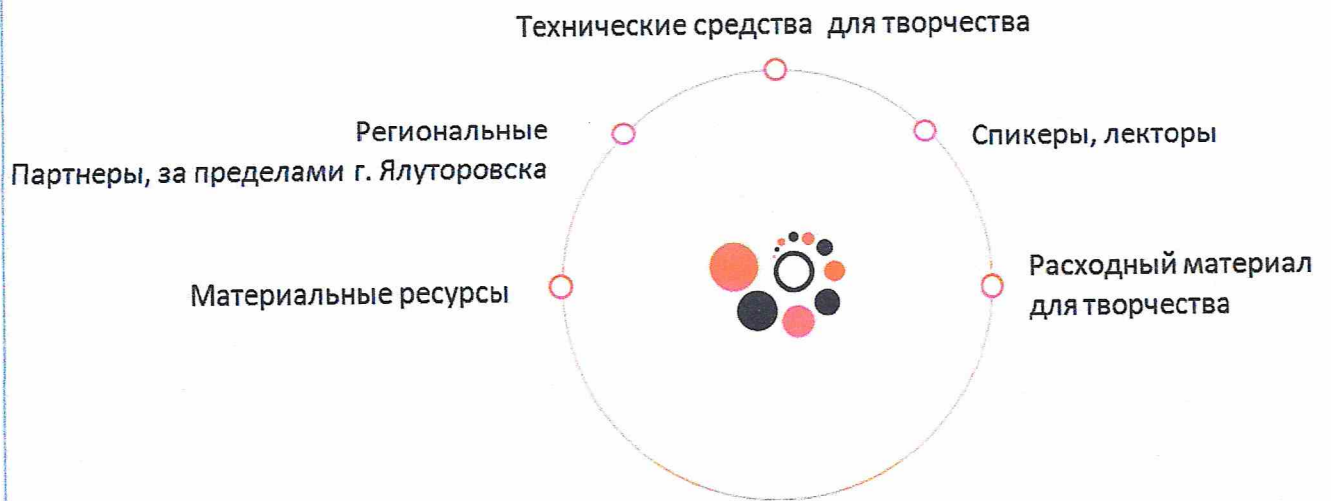 Технические средства для творчества
Региональные
Партнеры, за пределами г. Ялуторовска
Спикеры, лекторы
Материальные ресурсы
Расходный материал
для творчества